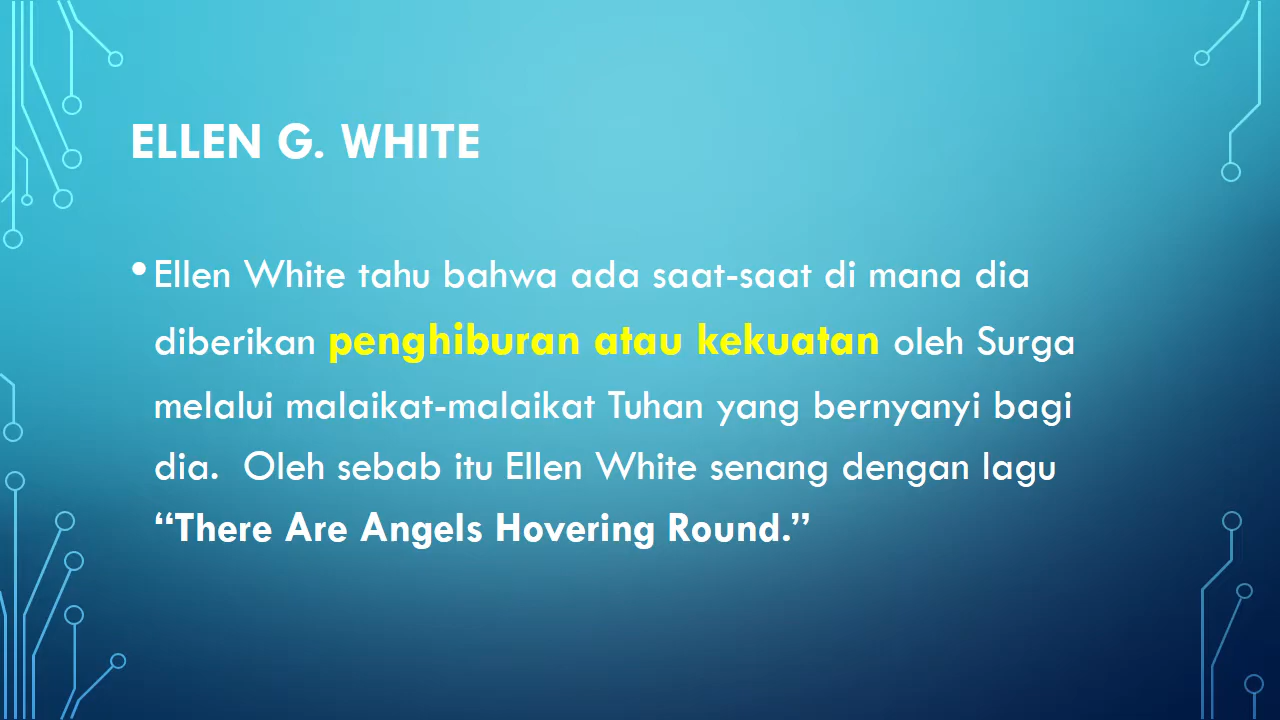 ELLEN G. WHITE
•Ellen White tahu bahwa ada saat-saat di mana dia
diberikan penghiburan atau kekuatan oleh Surga
melalui malaikat-malaikat Tuhan yang bernyanyi bagi
dia.  Oleh sebab itu Ellen White senang dengan lagu
“There Are Angels Hovering Round.”